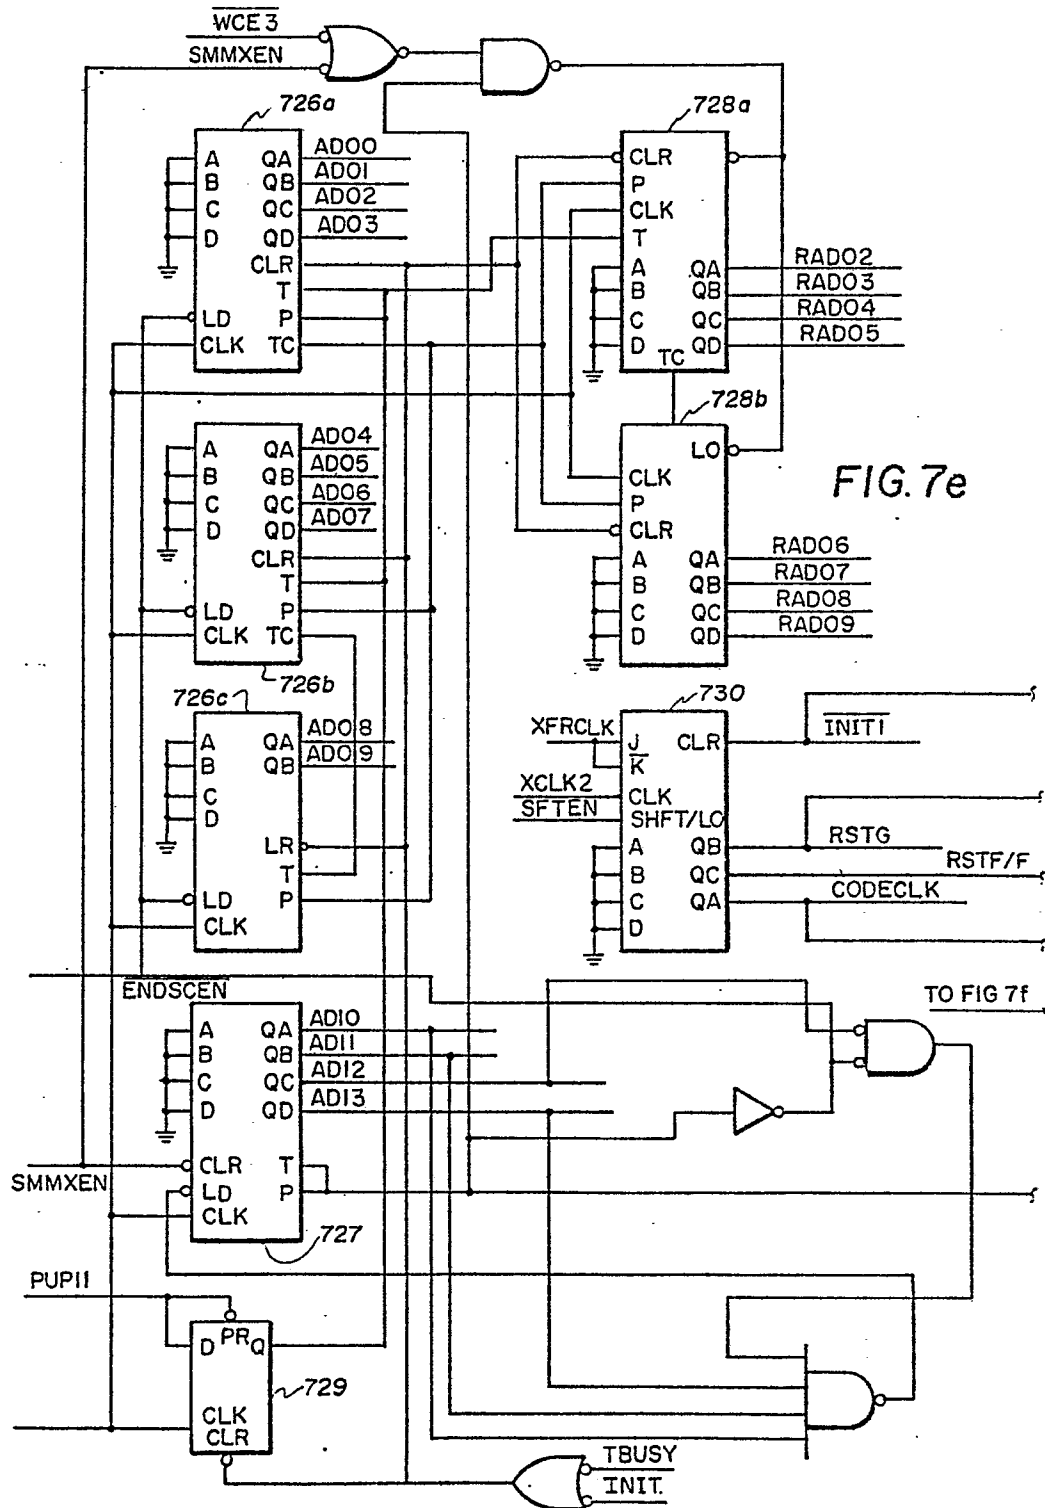 WCE3
SMMXEN
726a
A QA AD00
B QB AD01
C QC AD02
D QD AD03
CLR
T
LD P
CLK TC
728a
CLR
P
CLK
T
A QA RAD02
B QB RAD03
C QC RAD04
D QD RAD05
TC
728b
LO
CLK
P
CLR
A QA RAD06
B QB RAD07
C QC RAD08
D QD RAD09
FIG. 7e
A QA AD04
B QB AD05
C QC AD06
D QD AD07
CLR
T
LD P
CLK TC
726b
726c
A QA AD08
B QB AD09
C
D
LR
T
LD P
CLK
730
XFRCLK J CLR INIT1
K
XCLK2 CLK
SFTEN SHFT/LO
A QB RSTG
B QC RSTF/F
C QA CODECLK
D
ENDSCEN
TO FIG 7f
A QA AD10
B QB AD11
C QC AD12
D QD AD13
SMMXEN CLR T
LD P
CLK
727
PUP11
D PR Q
729
CLK
CLR
TBUSY
INIT.